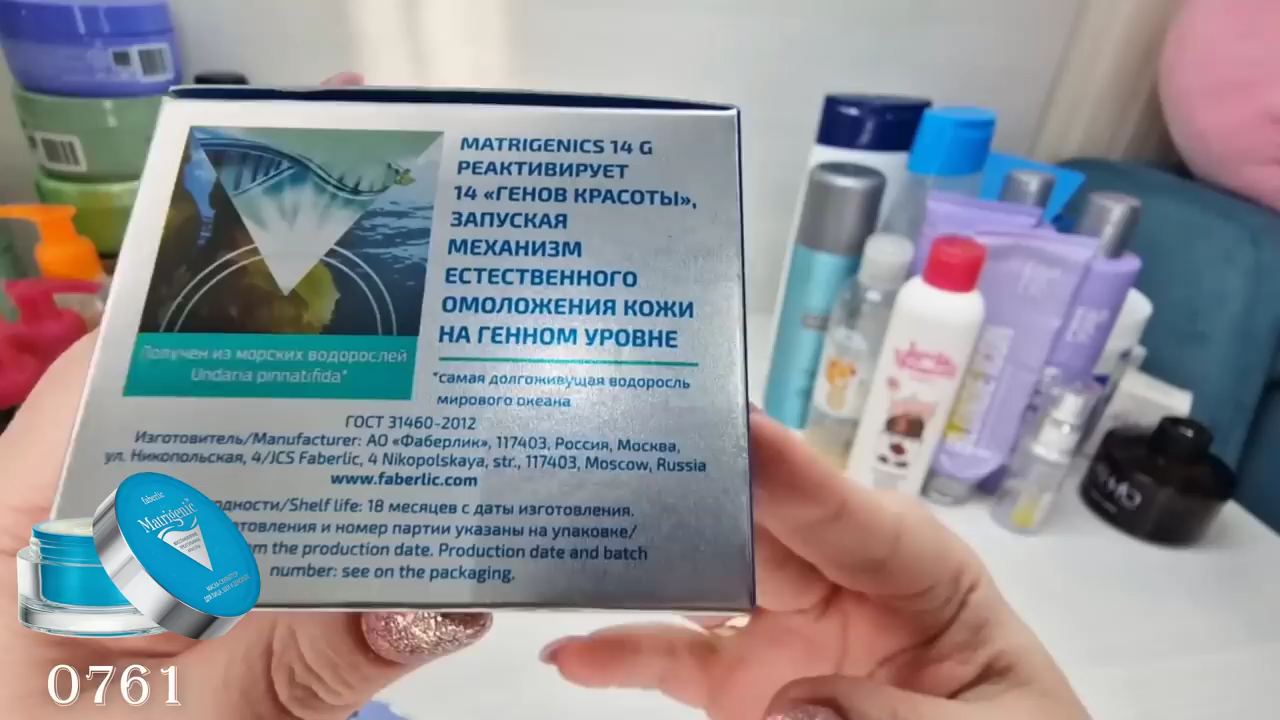 MATRIGENICS 14 G
РЕАКТИВИРУЕТ
14 «ГЕНОВ КРАСОТЫ»,
ЗАПУСКАЯ
МЕХАНИЗМ
ЕСТЕСТВЕННОГО
ОМОЛОЖЕНИЯ КОЖИ
НА ГЕННОМ УРОВНЕ
Получен из морских водорослей
Undaria pinnatifida*
*самая долгоживущая водоросль
мирового океана
ГОСТ 31460-2012
Изготовитель/Manufacturer: АО «Фаберлик», 117403, Россия, Москва,
ул. Никопольская, 4/JCS Faberlic, 4 Nikopolskaya, str., 117403, Moscow, Russia
www.faberlic.com
одности/Shelf life: 18 месяцев с даты изготовления.
отовления и номер партии указаны на упаковке/
m the production date. Production date and batch
number: see on the packaging.
faberlic
Matrigenic
0761